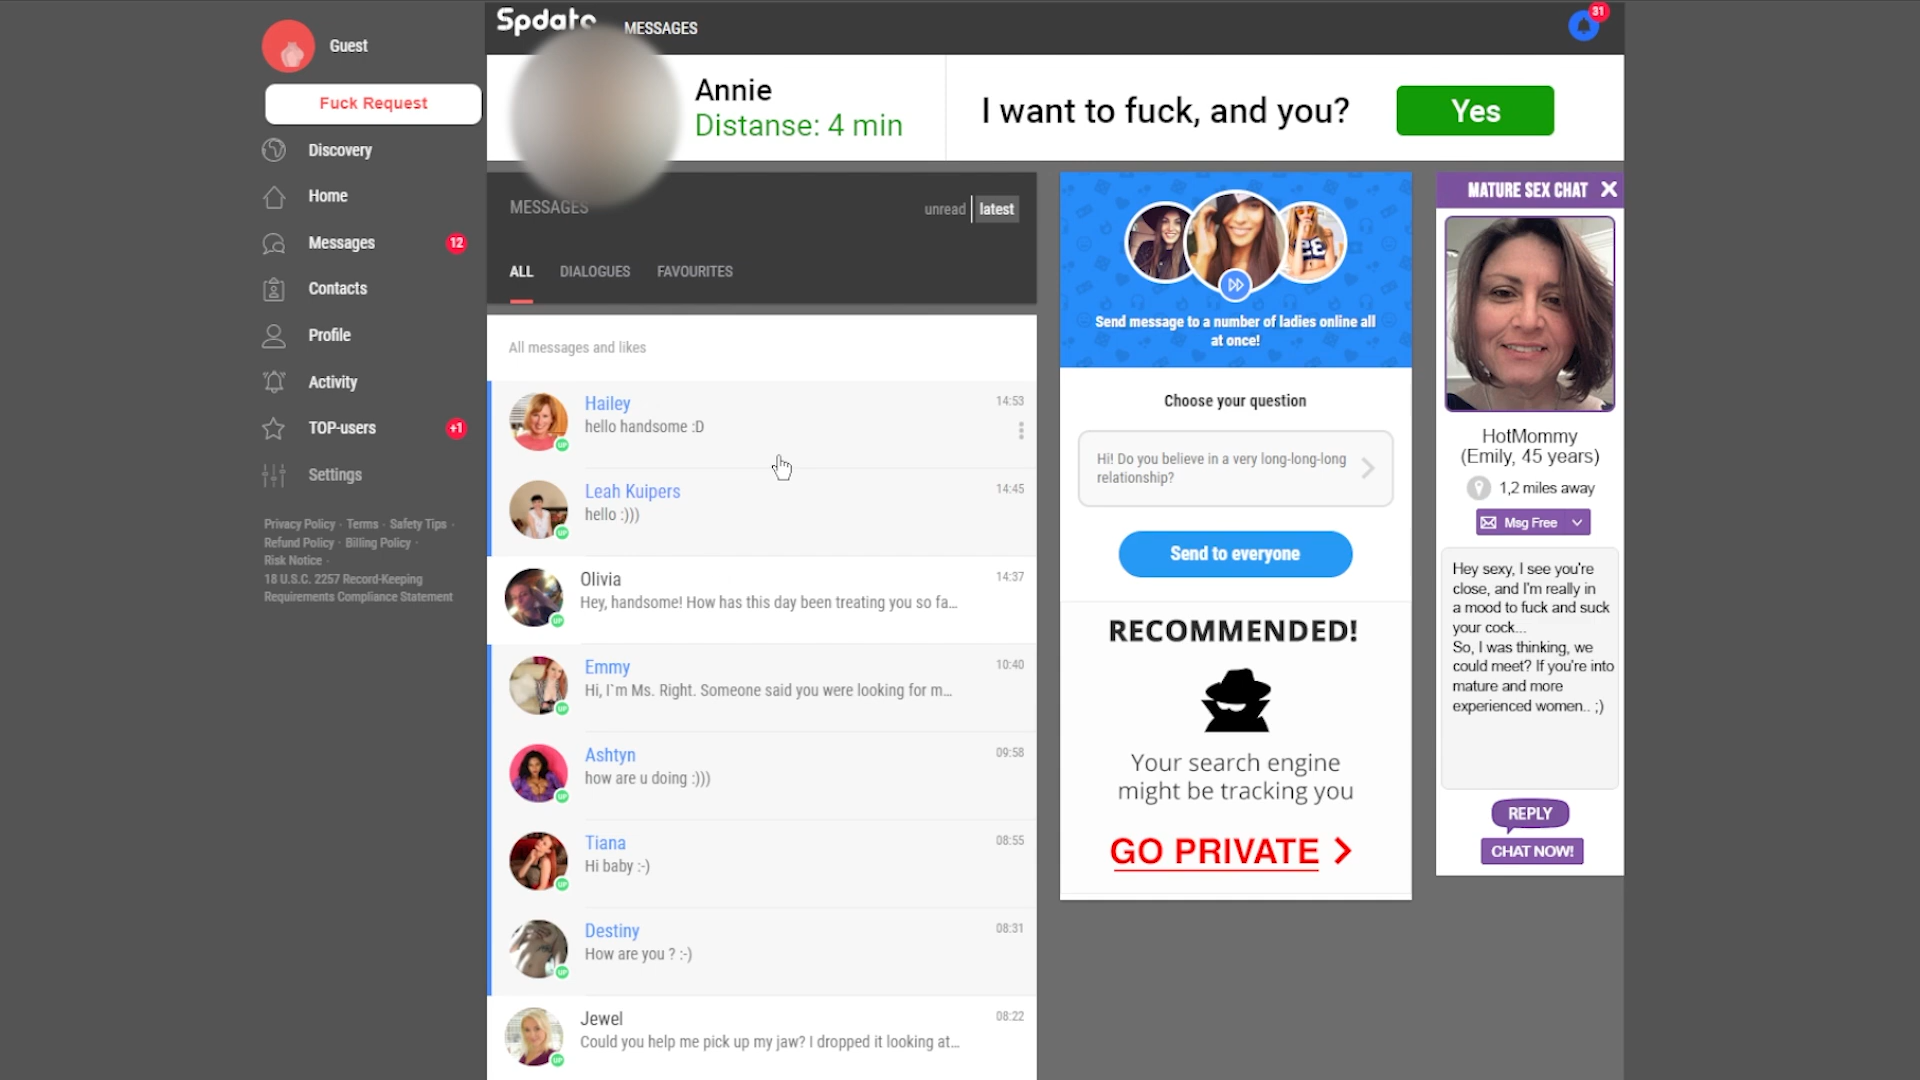 Guest
Fuck Request
Discovery
Home
Messages 12
Contacts
Profile
Activity
TOP-users +1
Settings
Privacy Policy · Terms · Safety Tips ·
Refund Policy · Billing Policy ·
Risk Notice ·
18 U.S.C. 2257 Record-Keeping
Requirements Compliance Statement
MESSAGES
31
Annie
Distanse: 4 min
I want to fuck, and you?
Yes
MESSAGES
unread latest
ALL DIALOGUES FAVOURITES
All messages and likes
Hailey 14:53
hello handsome :D
UP
Leah Kuipers 14:45
hello :)))
UP
Olivia 14:37
Hey, handsome! How has this day been treating you so fa...
UP
Emmy 10:40
Hi, I`m Ms. Right. Someone said you were looking for m...
UP
Ashtyn 09:58
how are u doing :)))
UP
Tiana 08:55
Hi baby :-)
UP
Destiny 08:31
How are you ? :-)
UP
Jewel 08:22
Could you help me pick up my jaw? I dropped it looking at...
UP
Send message to a number of ladies online all
at once!
Choose your question
Hi! Do you believe in a very long-long-long
relationship?
Send to everyone
RECOMMENDED!
Your search engine
might be tracking you
GO PRIVATE >
MATURE SEX CHAT X
HotMommy
(Emily, 45 years)
1,2 miles away
Msg Free
Hey sexy, I see you're
close, and I'm really in
a mood to fuck and suck
your cock...
So, I was thinking, we
could meet? If you're into
mature and more
experienced women.. ;)
REPLY
CHAT NOW!